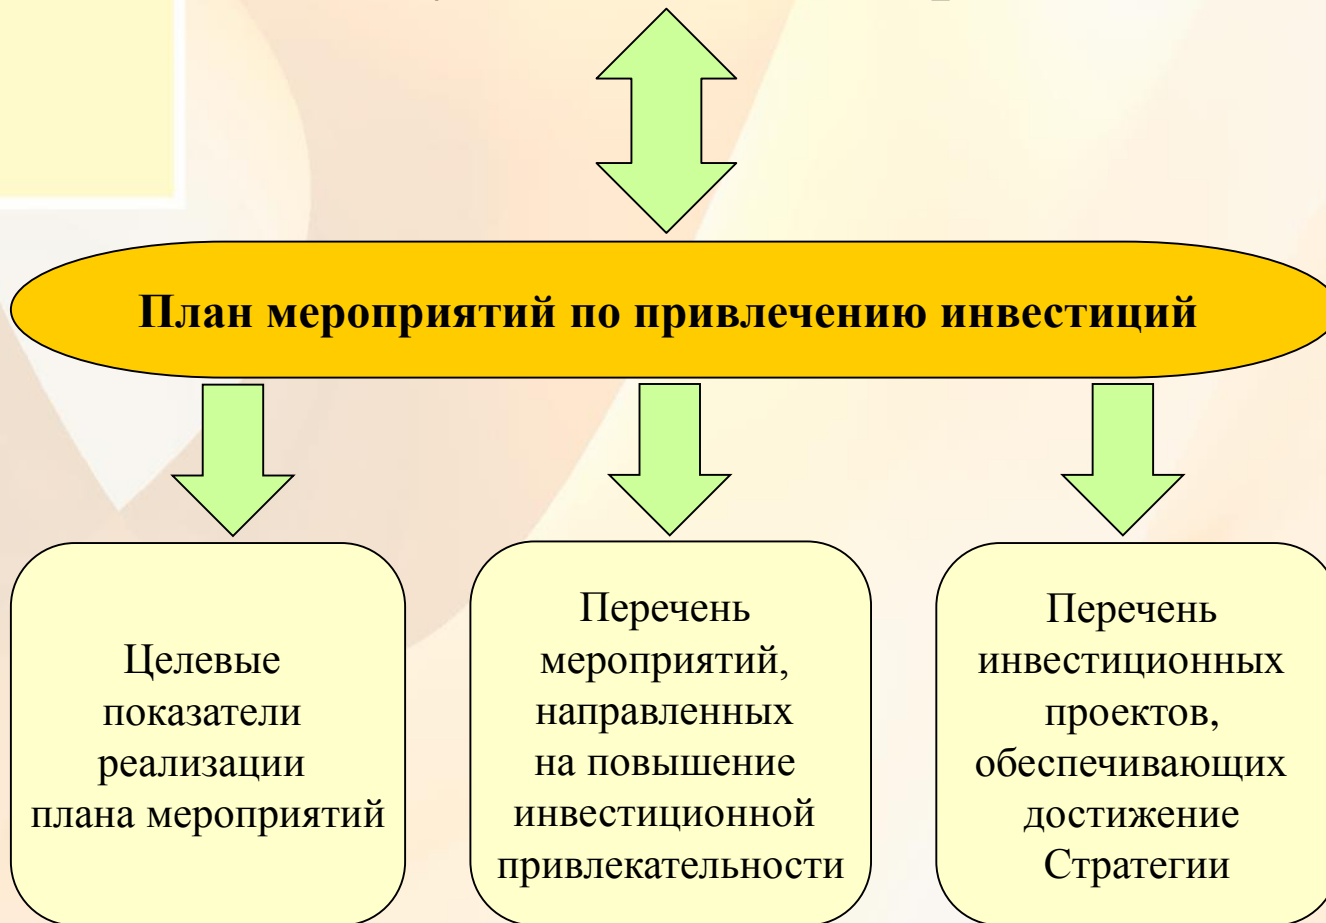 План мероприятий по привлечению инвестиций
Целевые
показатели
реализации
плана мероприятий
Перечень
мероприятий,
направленных
на повышение
инвестиционной
привлекательности
Перечень
инвестиционных
проектов,
обеспечивающих
достижение
Стратегии